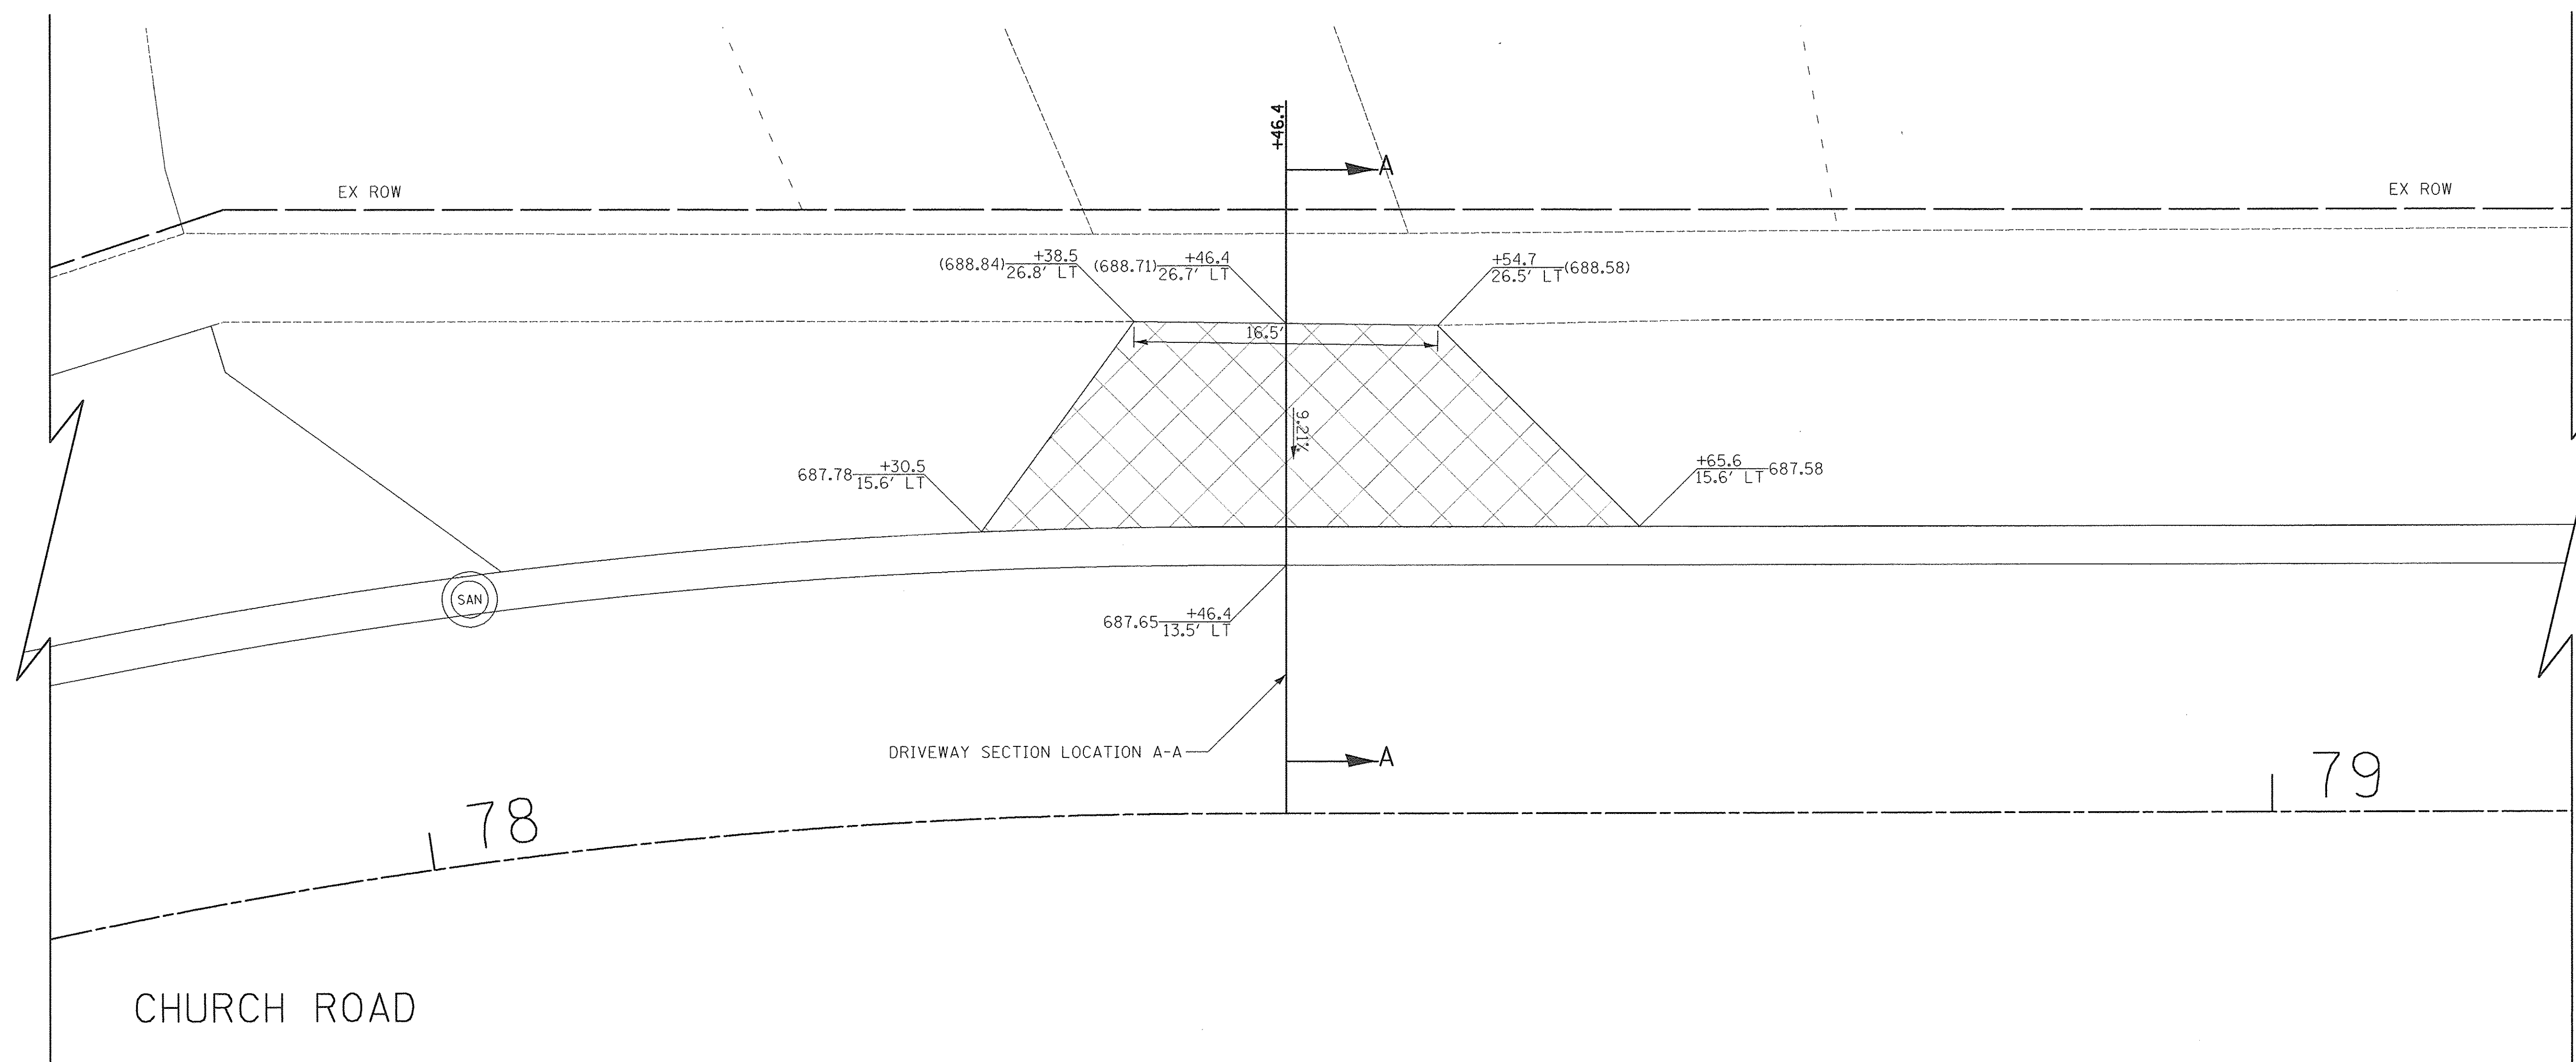 +46.4
A
EX ROW
EX ROW
(688.84) +38.5
26.8' LT
(688.71) +46.4
26.7' LT
+54.7 (688.58)
26.5' LT
16.5'
9.21%
687.78 +30.5
15.6' LT
+65.6 687.58
15.6' LT
SAN
687.65 +46.4
13.5' LT
DRIVEWAY SECTION LOCATION A-A
A
78
79
CHURCH ROAD